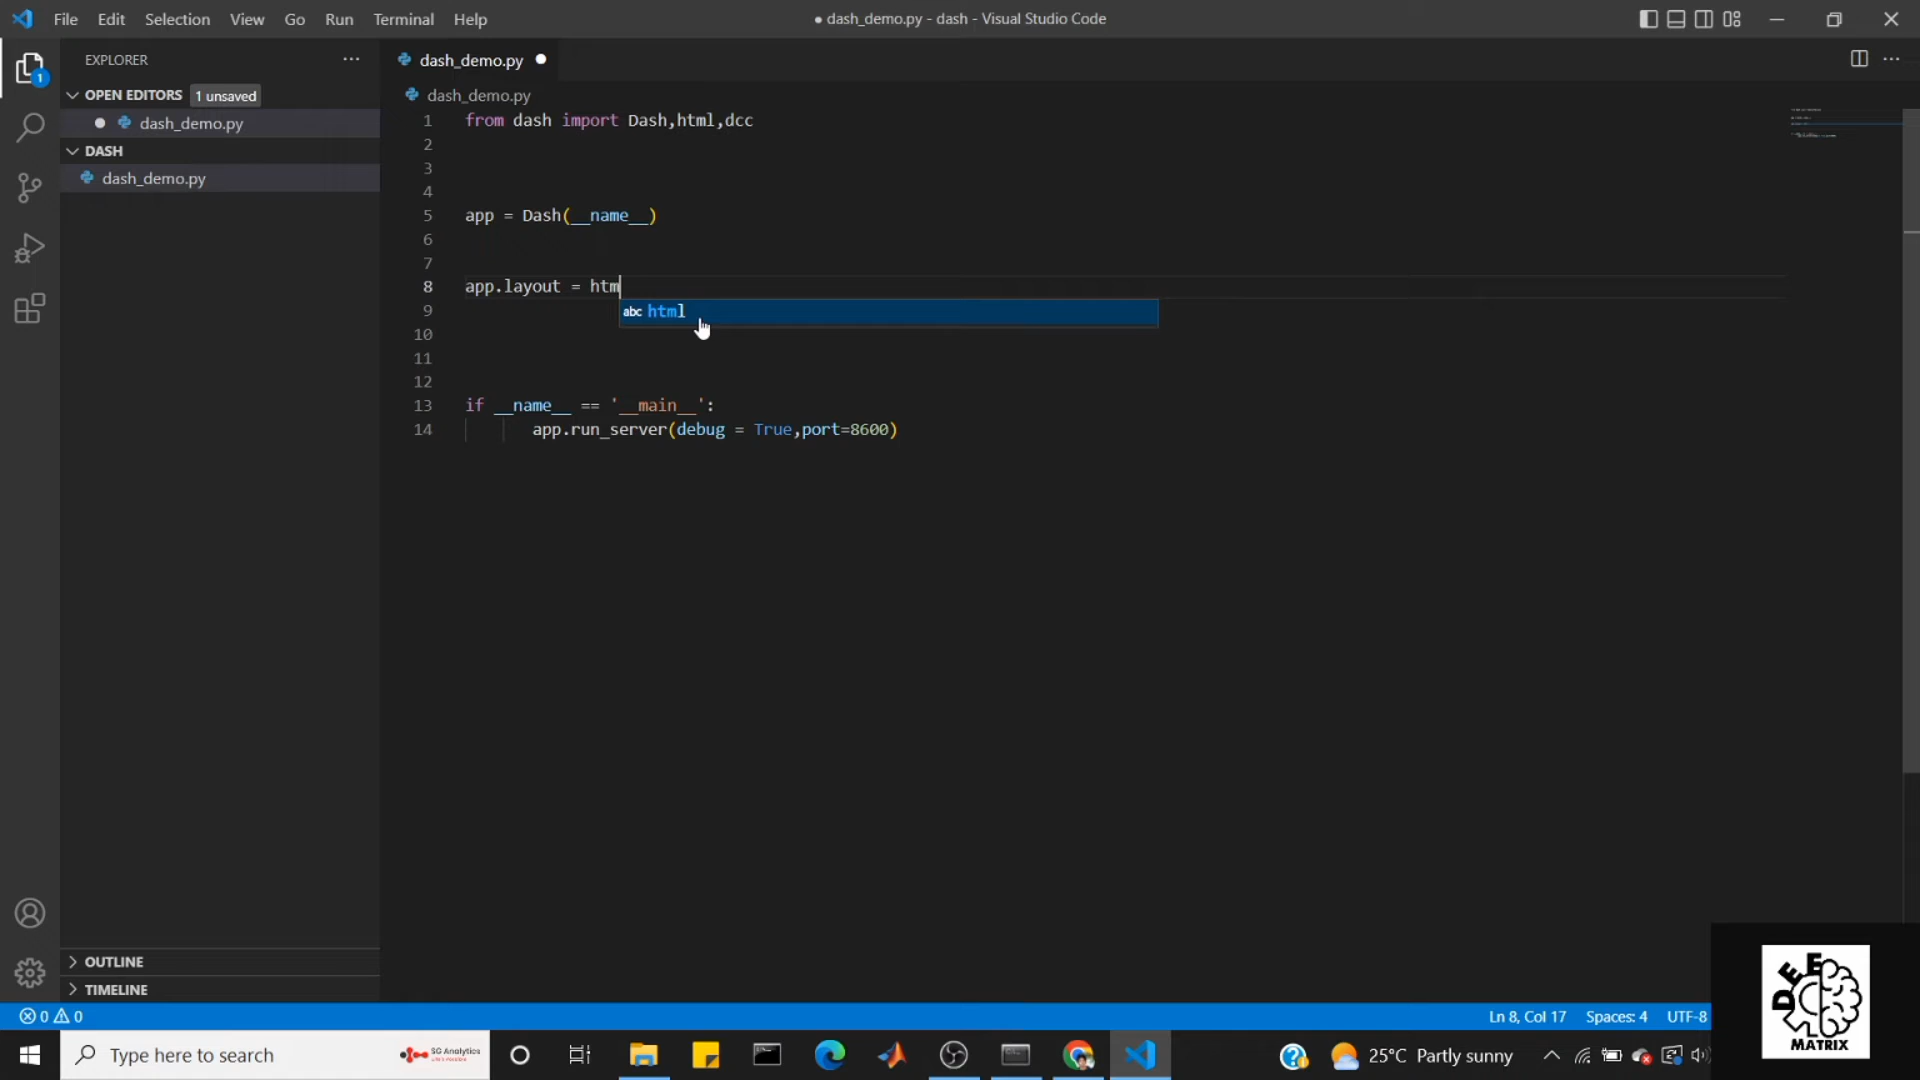 File Edit Selection View Go Run Terminal Help
● dash_demo.py - dash - Visual Studio Code
EXPLORER
OPEN EDITORS 1 unsaved
dash_demo.py
DASH
dash_demo.py
OUTLINE
TIMELINE
1
dash_demo.py
dash_demo.py
1 from dash import Dash,html,dcc
2
3
4
5 app = Dash(__name__)
6
7
8 app.layout = htm
abc html
9
10
11
12
13 if __name__ == '__main__':
14 app.run_server(debug = True,port=8600)
0 0
Ln 8, Col 17 Spaces: 4 UTF-8
Type here to search
SG Analytics
25°C Partly sunny
DEE
MATRIX